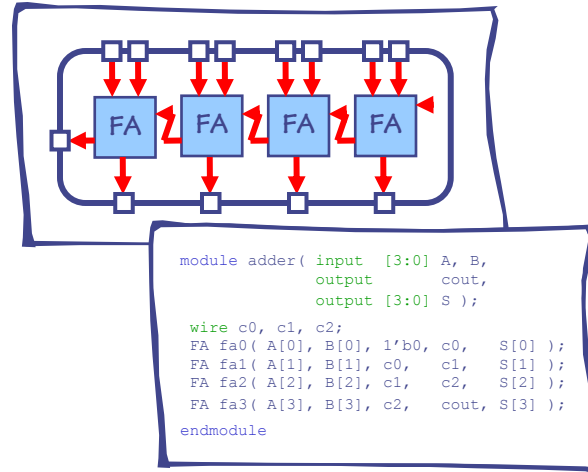 FA FA FA FA
module adder( input [3:0] A, B,
output cout,
output [3:0] S );
wire c0, c1, c2;
FA fa0( A[0], B[0], 1’b0, c0, S[0] );
FA fa1( A[1], B[1], c0, c1, S[1] );
FA fa2( A[2], B[2], c1, c2, S[2] );
FA fa3( A[3], B[3], c2, cout, S[3] );
endmodule